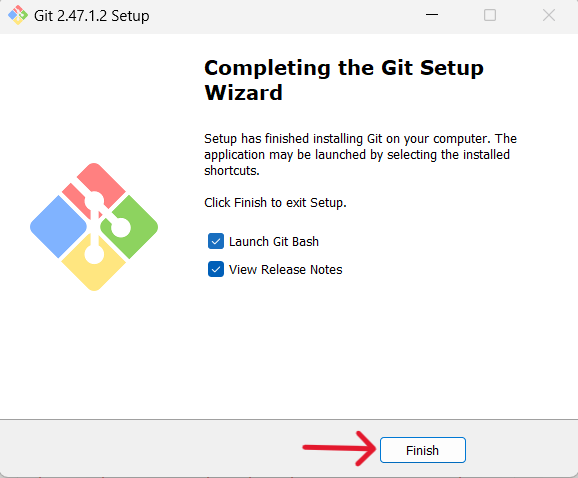 Git 2.47.1.2 Setup
Completing the Git Setup
Wizard
Setup has finished installing Git on your computer. The
application may be launched by selecting the installed
shortcuts.
Click Finish to exit Setup.
Launch Git Bash
View Release Notes
Finish